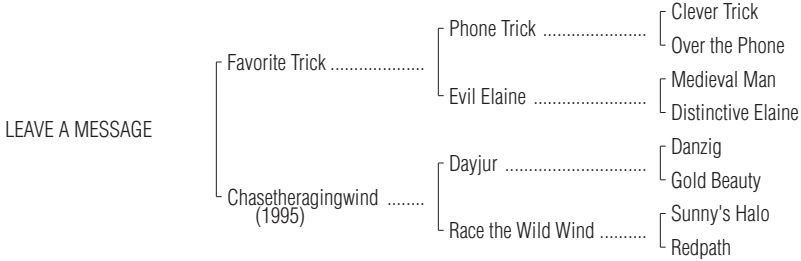 Clever Trick
Phone Trick ......................
Over the Phone
Favorite Trick ....................
Medieval Man
Evil Elaine ........................
Distinctive Elaine
LEAVE A MESSAGE
Danzig
Dayjur ..............................
Gold Beauty
Chasetheragingwind ........
(1995)
Sunny's Halo
Race the Wild Wind ..........
Redpath